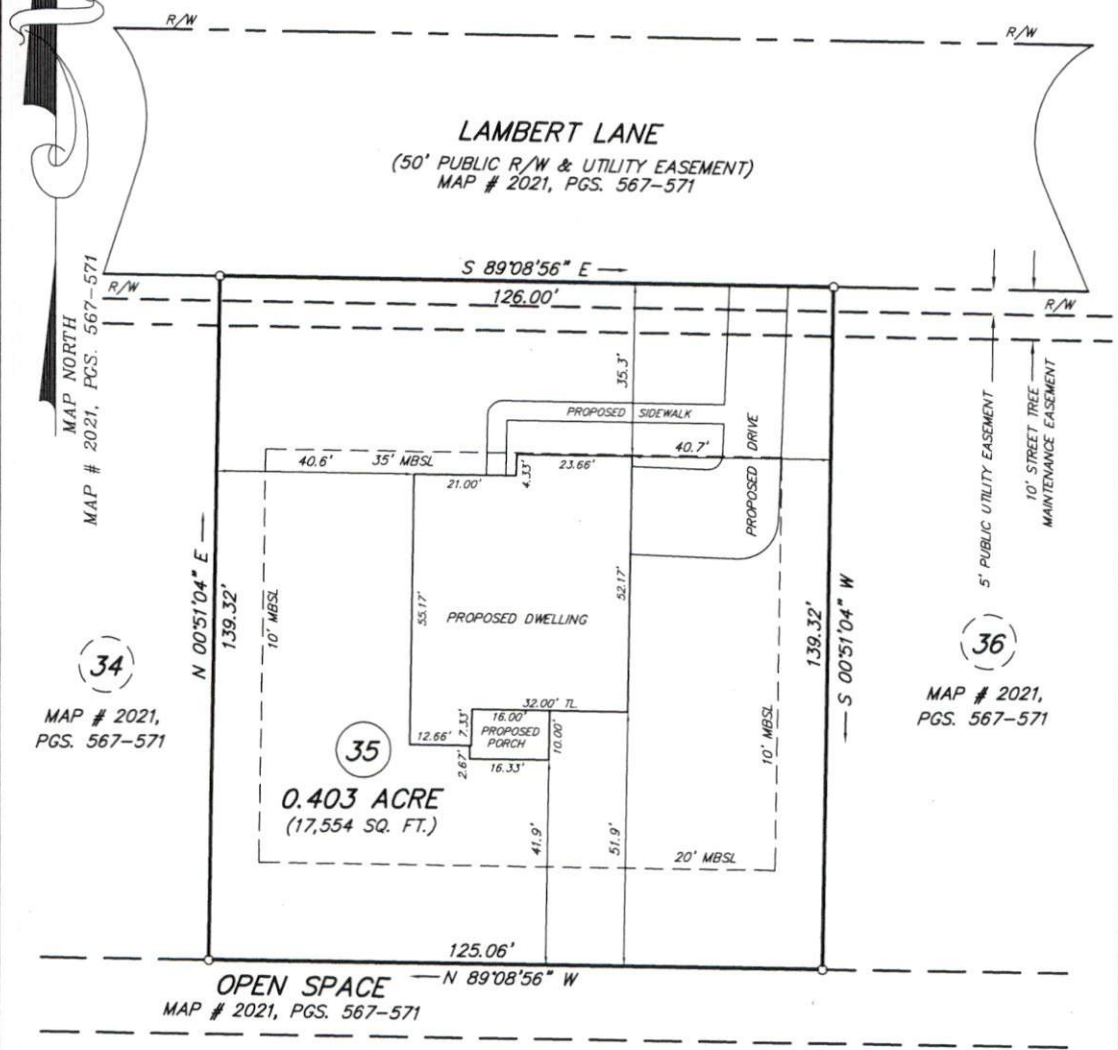 R/W
R/W
LAMBERT LANE
(50' PUBLIC R/W & UTILITY EASEMENT)
MAP # 2021, PGS. 567-571
MAP NORTH
MAP # 2021, PGS. 567-571
R/W
S 89°08'56" E
126.00'
R/W
35.3'
PROPOSED SIDEWALK
PROPOSED DRIVE
5' PUBLIC UTILITY EASEMENT
10' STREET TREE
MAINTENANCE EASEMENT
40.6'
35' MBSL
21.00'
4.33'
23.66'
40.7'
N 00°51'04" E
139.32'
10' MBSL
55.17'
PROPOSED DWELLING
52.17'
139.32'
S 00°51'04" W
10' MBSL
34
MAP # 2021,
PGS. 567-571
36
MAP # 2021,
PGS. 567-571
32.00' TL.
16.00'
PROPOSED
PORCH
12.66'
7.33'
10.00'
2.67'
16.33'
35
0.403 ACRE
(17,554 SQ. FT.)
41.9'
51.9'
20' MBSL
125.06'
N 89°08'56" W
OPEN SPACE
MAP # 2021, PGS. 567-571